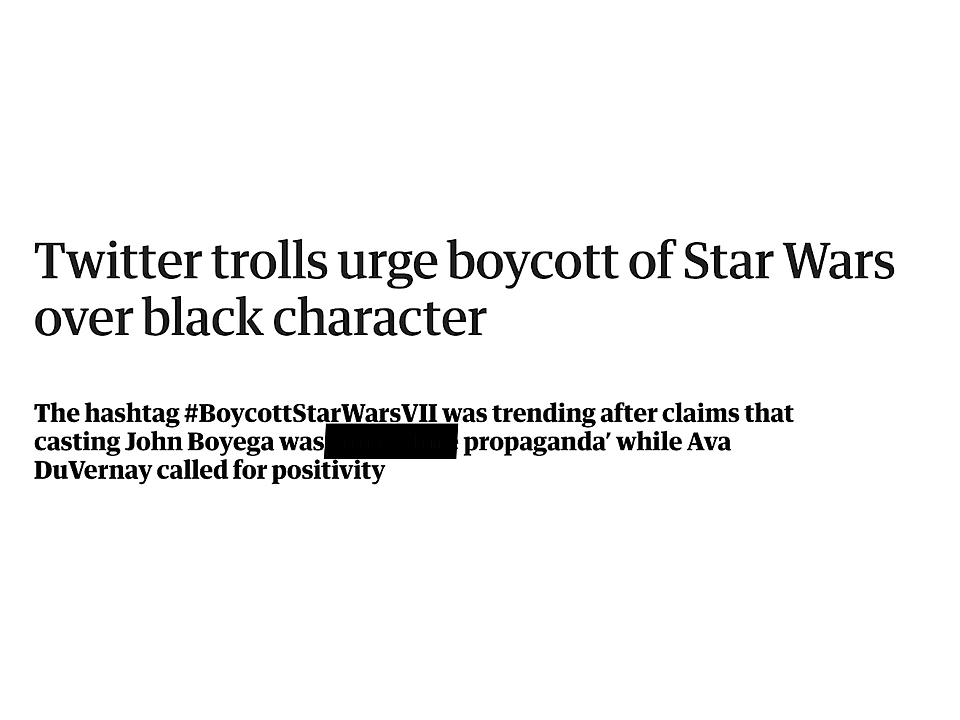 Twitter trolls urge boycott of Star Wars
over black character
The hashtag #BoycottStarWarsVII was trending after claims that
casting John Boyega was propaganda’ while Ava
DuVernay called for positivity